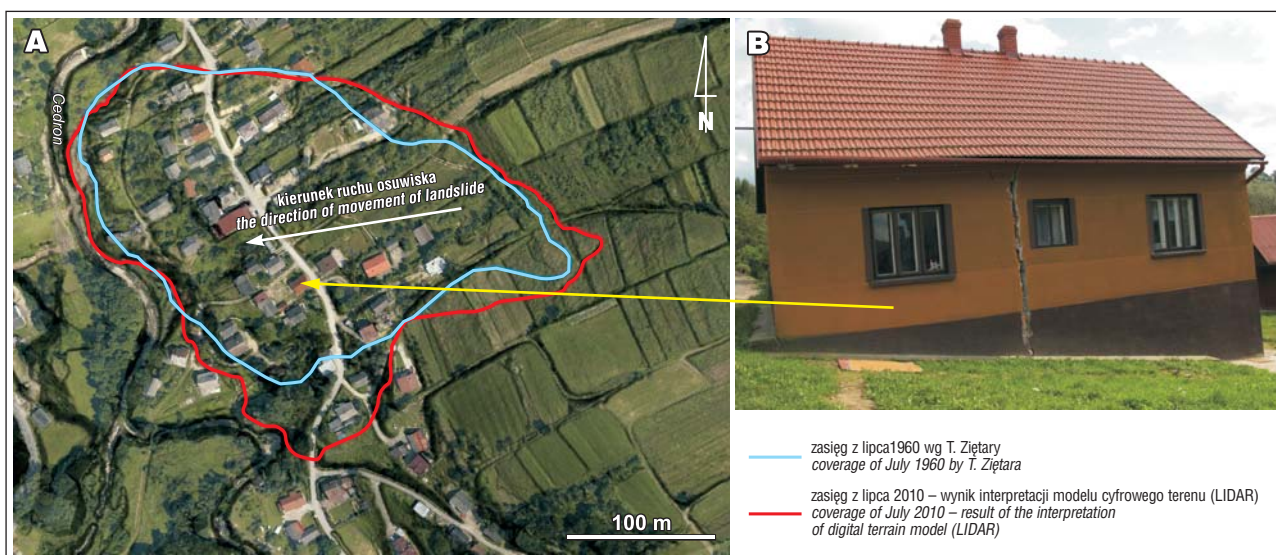 A
Cedron
N
kierunek ruchu osuwiska
the direction of movement of landslide
100 m
B
zasięg z lipca1960 wg T. Ziętary
coverage of July 1960 by T. Ziętara
zasięg z lipca 2010 – wynik interpretacji modelu cyfrowego terenu (LIDAR)
coverage of July 2010 – result of the interpretation
of digital terrain model (LIDAR)